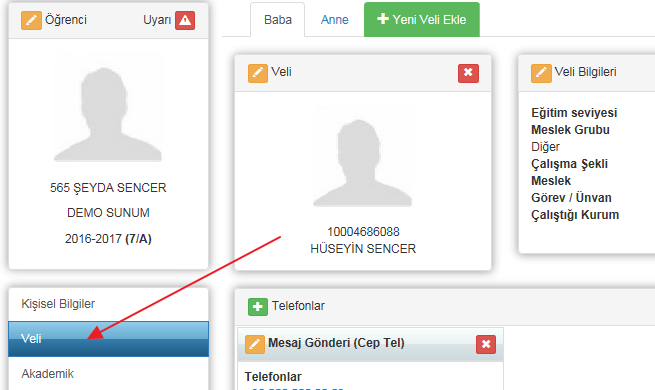 Öğrenci Uyarı
565 ŞEYDA SENCER
DEMO SUNUM
2016-2017 (7/A)
Kişisel Bilgiler
Veli
Akademik
Baba Anne Yeni Veli Ekle
Veli
10004686088
HÜSEYİN SENCER
Veli Bilgileri
Eğitim seviyesi
Meslek Grubu
Diğer
Çalışma Şekli
Meslek
Görev / Ünvan
Çalıştığı Kurum
Telefonlar
Mesaj Gönderi (Cep Tel)
Telefonlar